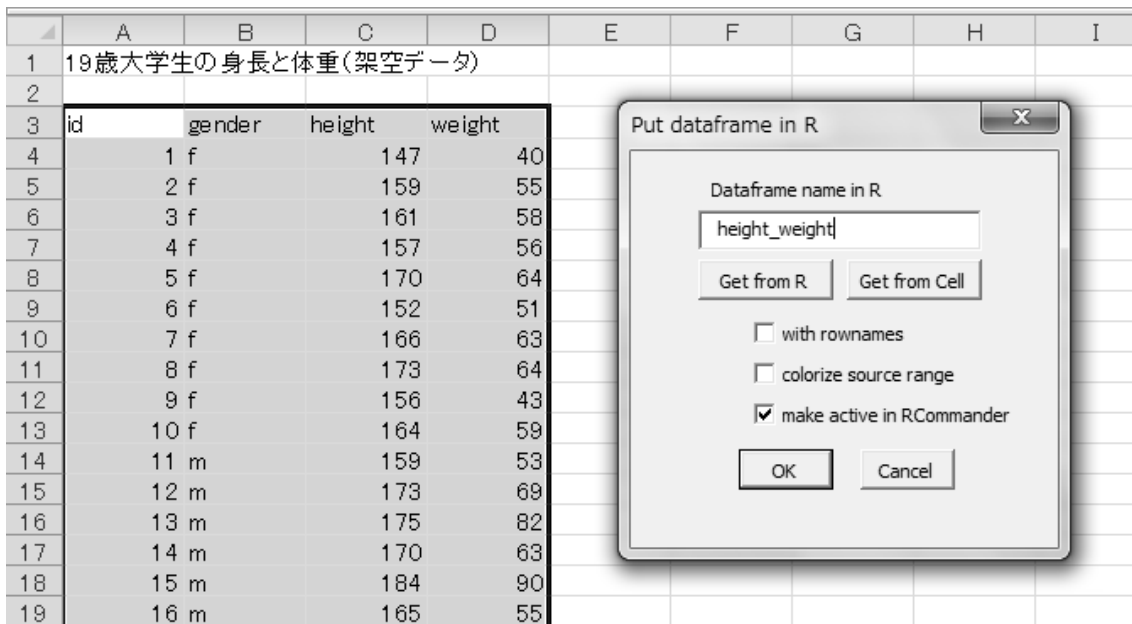 A B C D E F G H I
1 19歳大学生の身長と体重(架空データ)
2
3 id gender height weight
4 1 f 147 40
5 2 f 159 55
6 3 f 161 58
7 4 f 157 56
8 5 f 170 64
9 6 f 152 51
10 7 f 166 63
11 8 f 173 64
12 9 f 156 43
13 10 f 164 59
14 11 m 159 53
15 12 m 173 69
16 13 m 175 82
17 14 m 170 63
18 15 m 184 90
19 16 m 165 55
Put dataframe in R
Dataframe name in R
height_weight
Get from R Get from Cell
with rownames
colorize source range
make active in RCommander
OK Cancel